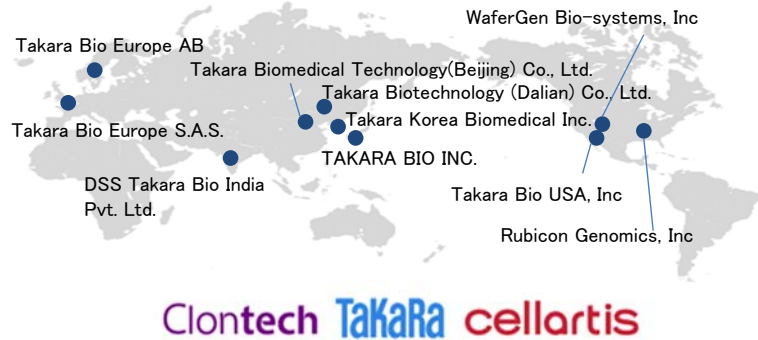 WaferGen Bio-systems, Inc
Takara Bio Europe AB
Takara Biomedical Technology(Beijing) Co., Ltd.
Takara Biotechnology (Dalian) Co., Ltd.
Takara Korea Biomedical Inc.
Takara Bio Europe S.A.S.
TAKARA BIO INC.
DSS Takara Bio India
Pvt. Ltd.
Takara Bio USA, Inc
Rubicon Genomics, Inc
Clontech TaKaRa cellartis